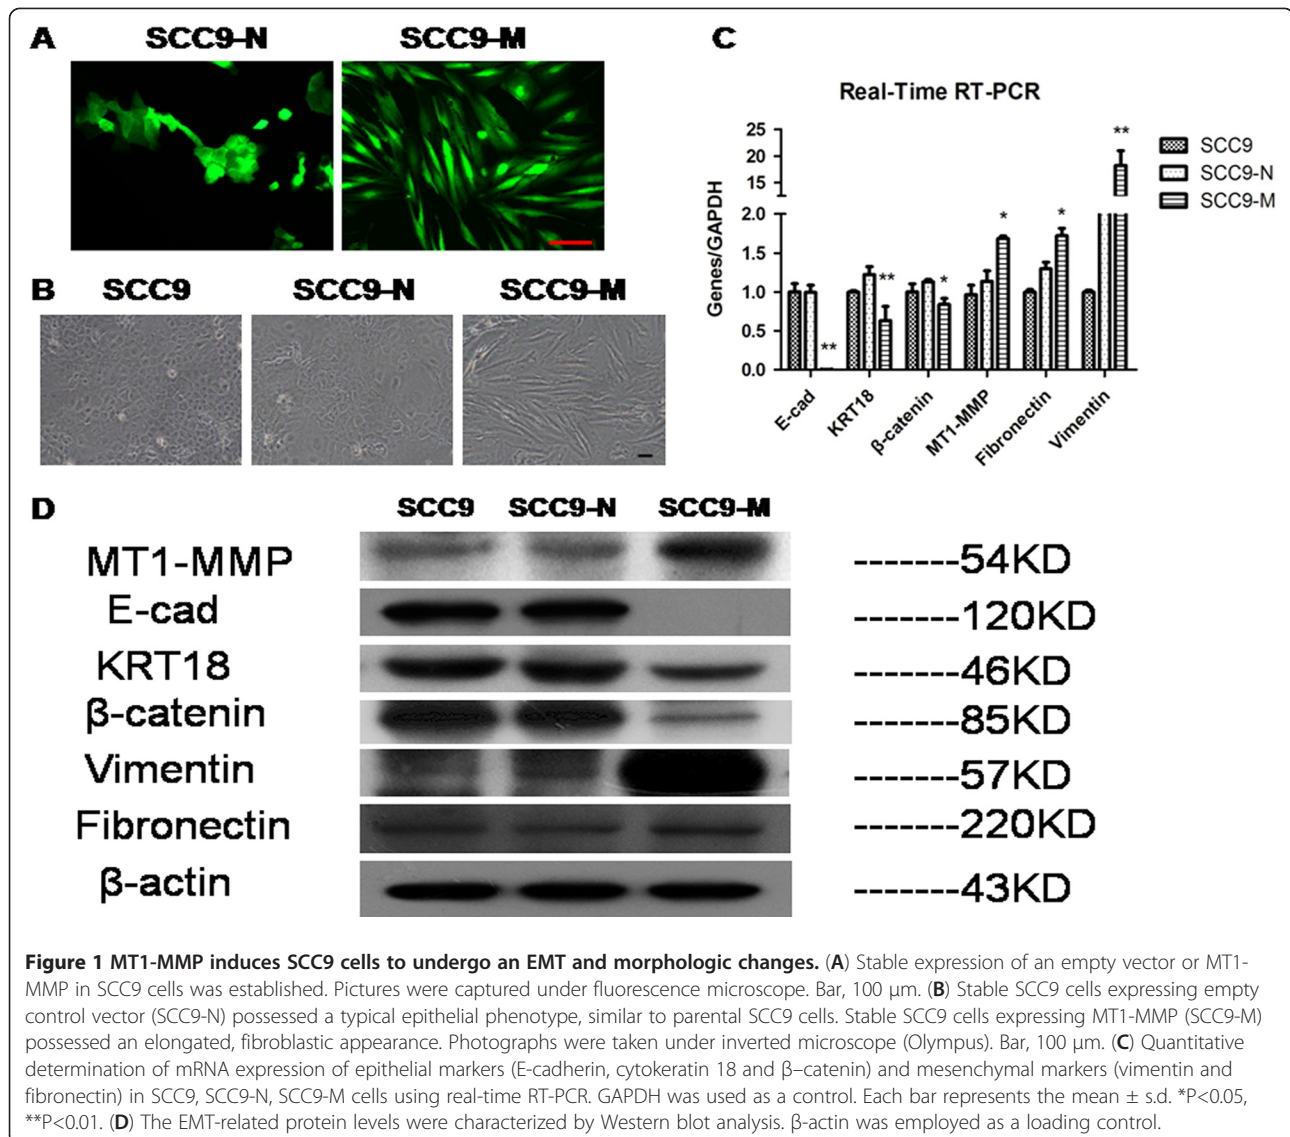 A
SCC9-N
SCC9-M
B
SCC9
SCC9-N
SCC9-M
C
Real-Time RT-PCR
Genes/GAPDH
25
20
15
2.0
1.5
1.0
0.5
0.0
**
**
*
*
*
**
E-cad
KRT18
β-catenin
MT1-MMP
Fibronectin
Vimentin
SCC9
SCC9-N
SCC9-M
D
SCC9
SCC9-N
SCC9-M
MT1-MMP -------54KD
E-cad -------120KD
KRT18 -------46KD
β-catenin -------85KD
Vimentin -------57KD
Fibronectin -------220KD
β-actin -------43KD
Figure 1 MT1-MMP induces SCC9 cells to undergo an EMT and morphologic changes. (A) Stable expression of an empty vector or MT1-
MMP in SCC9 cells was established. Pictures were captured under fluorescence microscope. Bar, 100 μm. (B) Stable SCC9 cells expressing empty
control vector (SCC9-N) possessed a typical epithelial phenotype, similar to parental SCC9 cells. Stable SCC9 cells expressing MT1-MMP (SCC9-M)
possessed an elongated, fibroblastic appearance. Photographs were taken under inverted microscope (Olympus). Bar, 100 μm. (C) Quantitative
determination of mRNA expression of epithelial markers (E-cadherin, cytokeratin 18 and β–catenin) and mesenchymal markers (vimentin and
fibronectin) in SCC9, SCC9-N, SCC9-M cells using real-time RT-PCR. GAPDH was used as a control. Each bar represents the mean ± s.d. *P<0.05,
**P<0.01. (D) The EMT-related protein levels were characterized by Western blot analysis. β-actin was employed as a loading control.